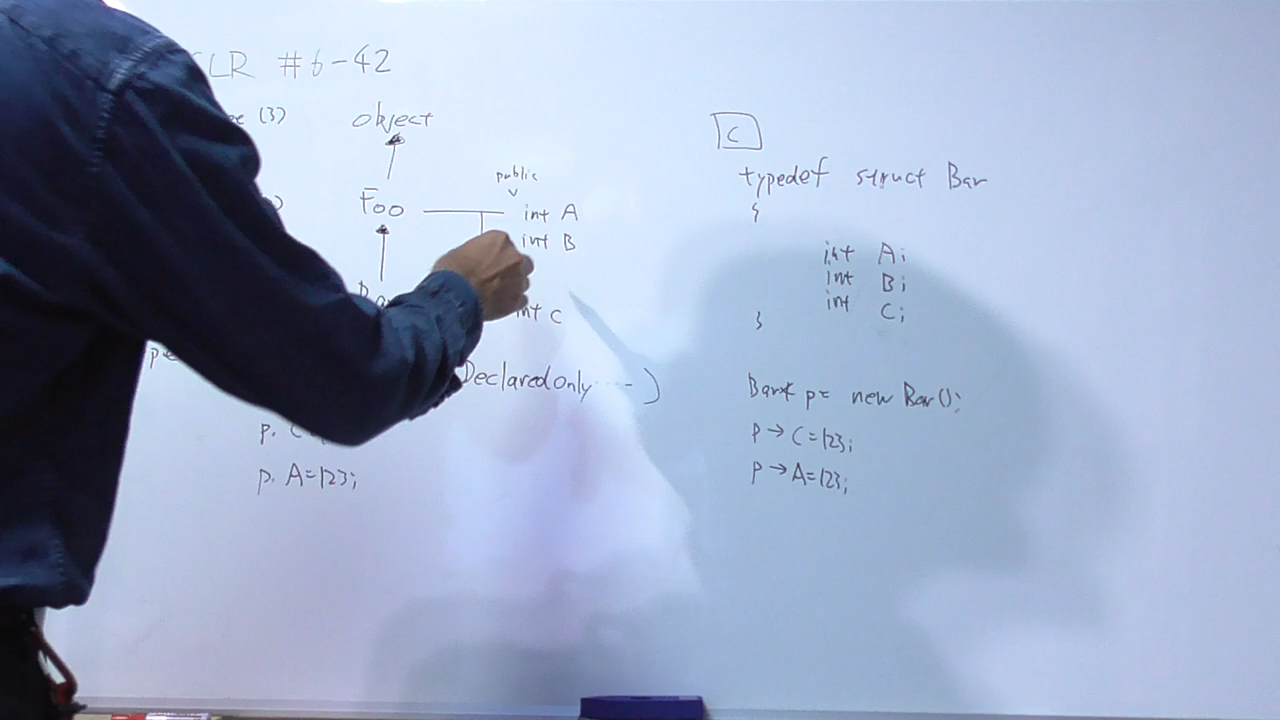 LR #6-42
(3)
object
public
Foo
int A
int B
int C
Declaredonly ---- )
p.
p. A=123;
C
typedef struct Bar
{
int A;
int B;
int C;
}
Bar* p= new Bar();
p→C=123;
p→A=123;